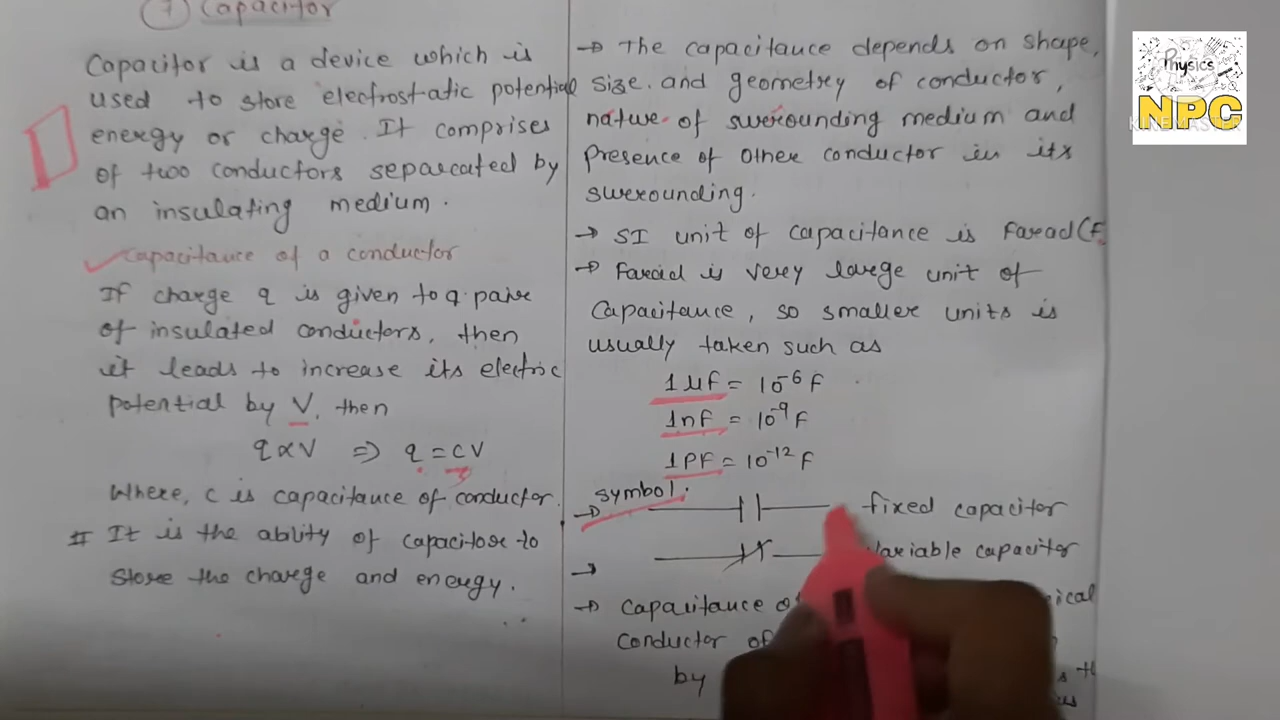 7 Capacitor
Capacitor is a device which is
used to store electrostatic potential
energy or charge. It comprises
of two conductors separated by
an insulating medium.
Capacitance of a conductor
If charge q is given to a pair
of insulated conductors, then
it leads to increase its electric
potential by V, then
q∝V ⇒ q = CV
Where, C is capacitance of conductor.
# It is the ability of capacitor to
store the charge and energy.
→ The capacitance depends on shape,
size and geometry of conductor,
nature of surrounding medium and
presence of other conductor in its
surrounding.
→ SI unit of capacitance is Farad (F
→ Farad is very large unit of
Capacitance, so smaller units is
usually taken such as
1 μF = 10⁻⁶ F
1nF = 10⁻⁹ F
1PF = 10⁻¹² F
→ Symbol:
fixed capacitor
→ Variable capacitor
→ Capacitance
Conductor of
by
Physics
NPC